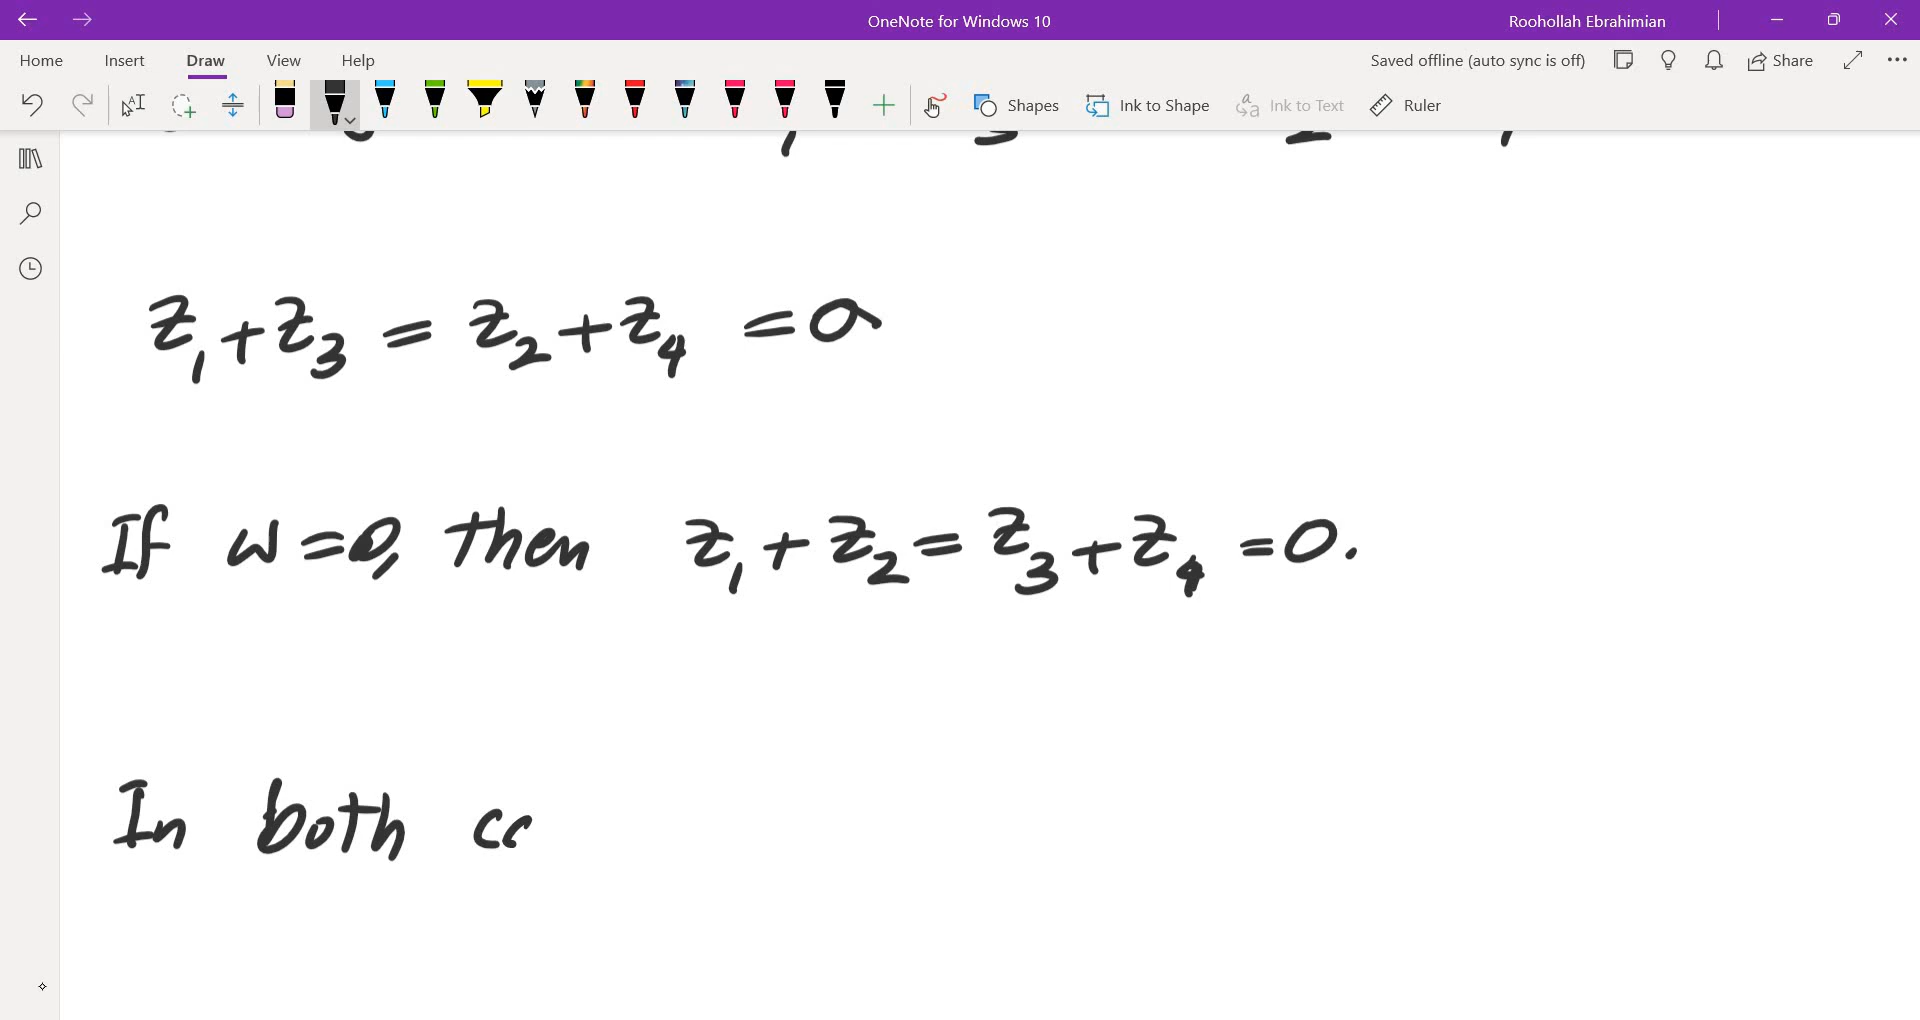 OneNote for Windows 10 Roohollah Ebrahimian
Home Insert Draw View Help Saved offline (auto sync is off) Share
Shapes Ink to Shape Ink to Text Ruler
z₁+z₃ = z₂+z₄ =0
If w=0, then z₁+z₂= z₃+z₄ =0.
In both